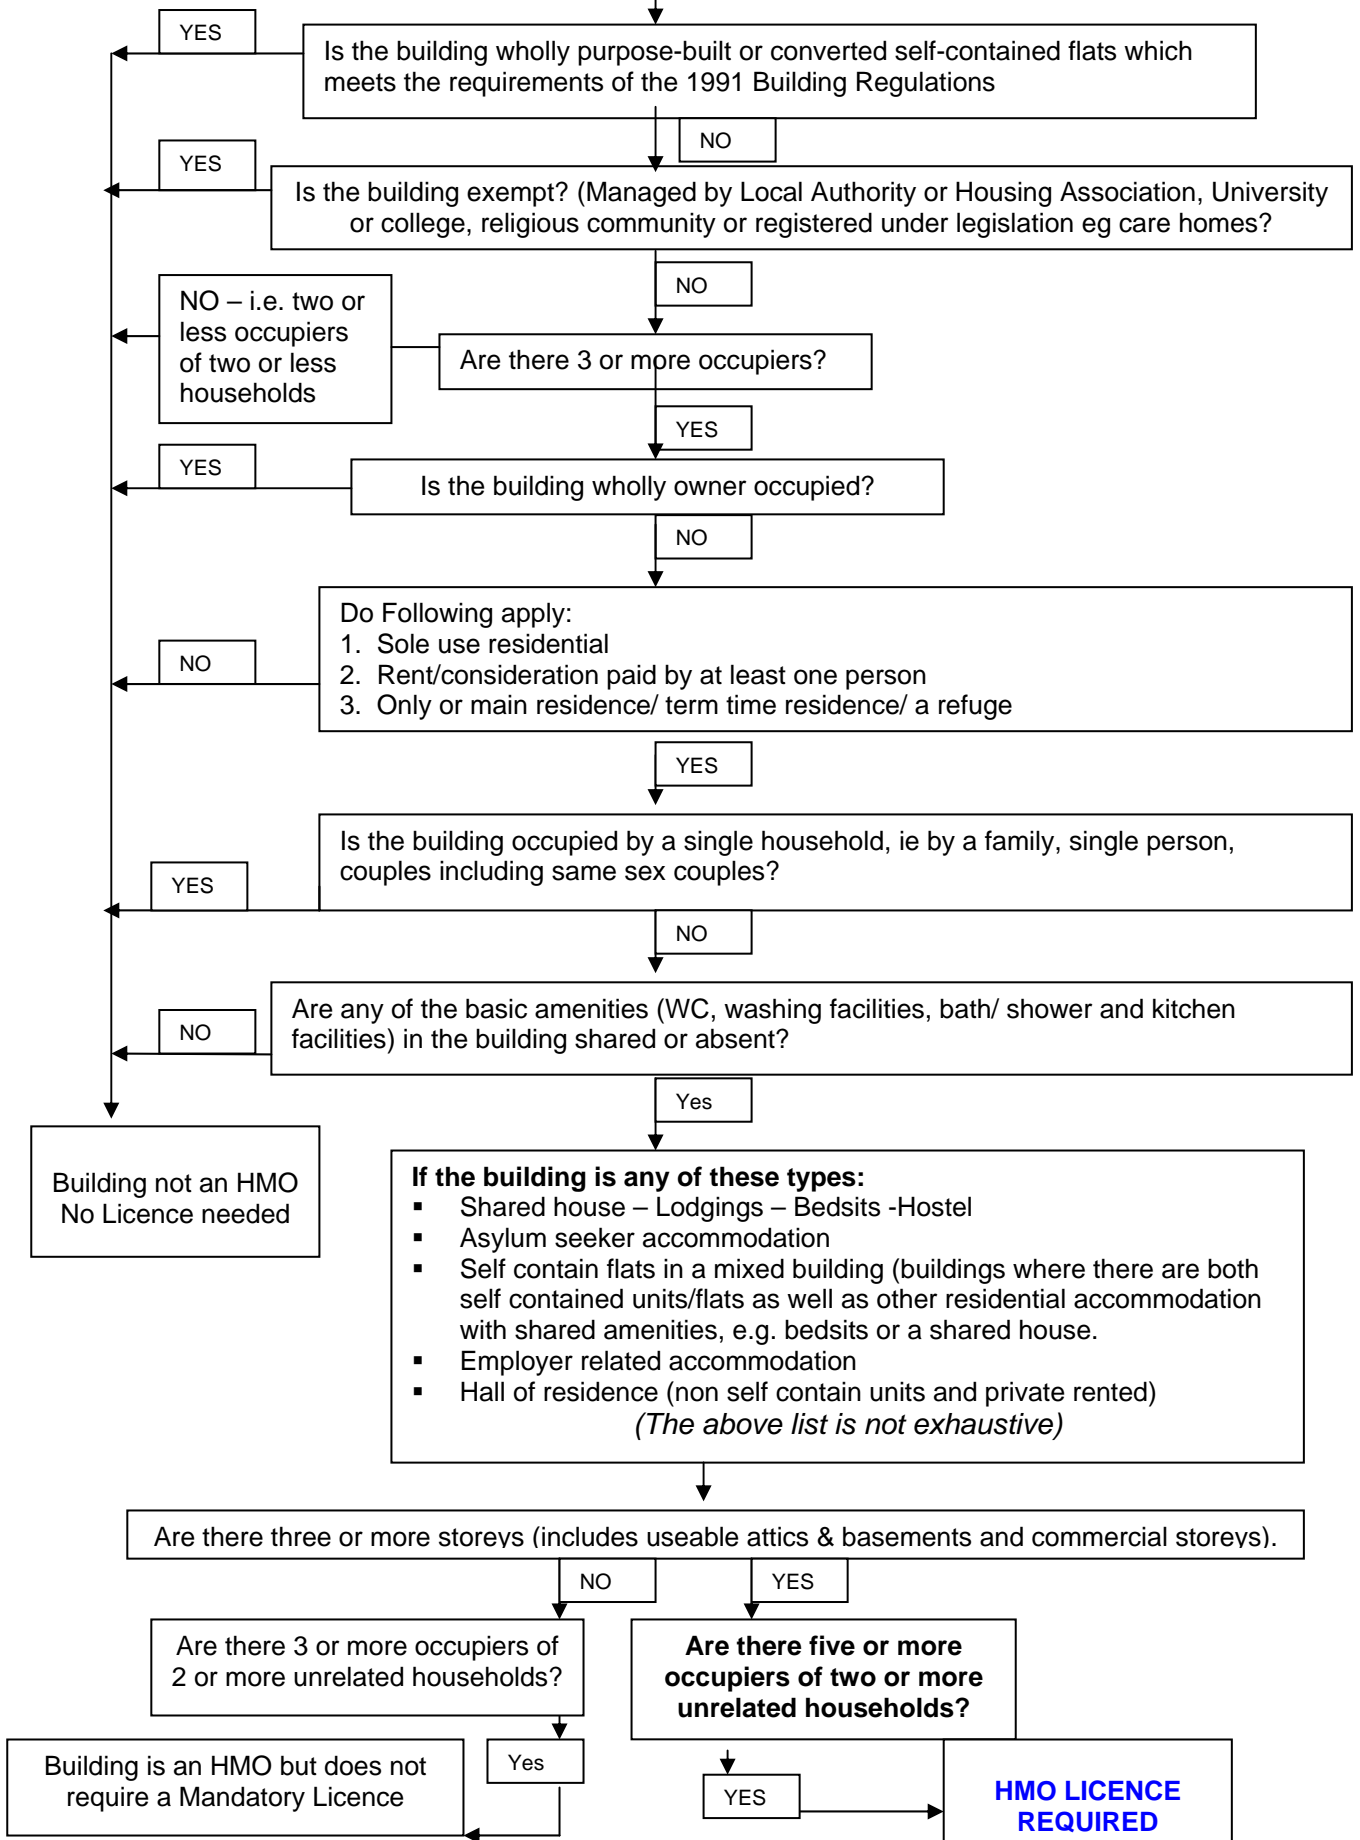 YES
Is the building wholly purpose-built or converted self-contained flats which
meets the requirements of the 1991 Building Regulations
NO
YES
Is the building exempt? (Managed by Local Authority or Housing Association, University
or college, religious community or registered under legislation eg care homes?
NO
NO – i.e. two or
less occupiers
of two or less
households
Are there 3 or more occupiers?
YES
YES
Is the building wholly owner occupied?
NO
Do Following apply:
1. Sole use residential
2. Rent/consideration paid by at least one person
3. Only or main residence/ term time residence/ a refuge
NO
YES
Is the building occupied by a single household, ie by a family, single person,
couples including same sex couples?
YES
NO
Are any of the basic amenities (WC, washing facilities, bath/ shower and kitchen
facilities) in the building shared or absent?
NO
Yes
Building not an HMO
No Licence needed
If the building is any of these types:
▪ Shared house – Lodgings – Bedsits -Hostel
▪ Asylum seeker accommodation
▪ Self contain flats in a mixed building (buildings where there are both
self contained units/flats as well as other residential accommodation
with shared amenities, e.g. bedsits or a shared house.
▪ Employer related accommodation
▪ Hall of residence (non self contain units and private rented)
(The above list is not exhaustive)
Are there three or more storeys (includes useable attics & basements and commercial storeys).
NO
YES
Are there 3 or more occupiers of
2 or more unrelated households?
Are there five or more
occupiers of two or more
unrelated households?
Yes
Building is an HMO but does not
require a Mandatory Licence
YES
HMO LICENCE
REQUIRED